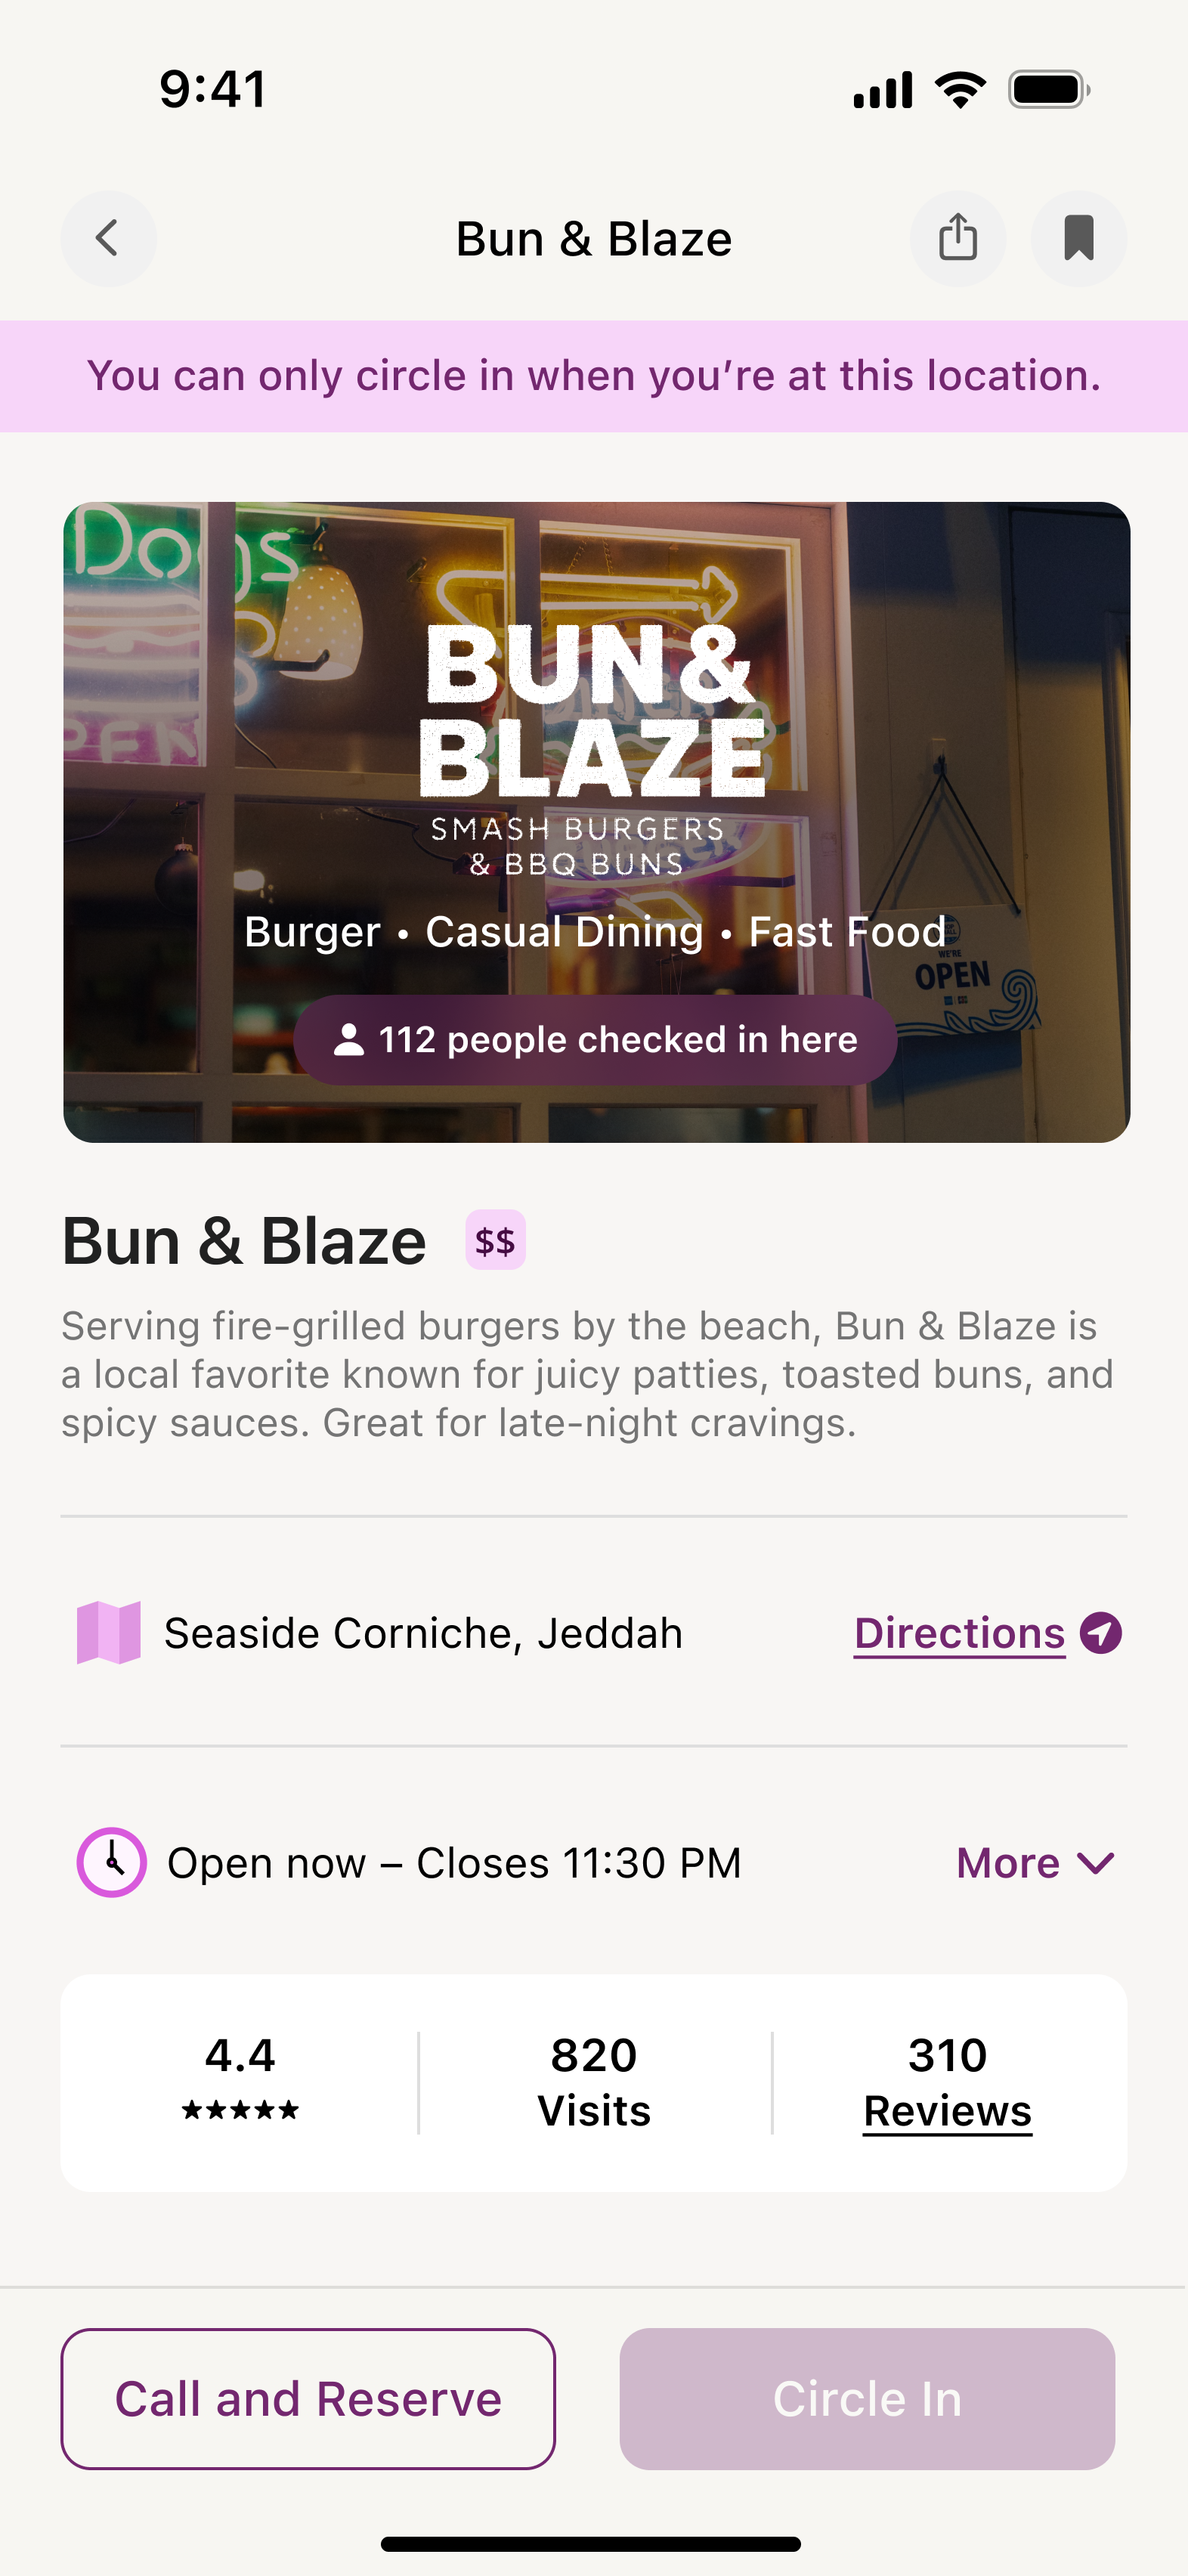 9:41
Bun & Blaze
You can only circle in when you’re at this location.
Dogs
OPEN
BUN&
BLAZE
SMASH BURGERS
& BBQ BUNS
Burger • Casual Dining • Fast Food
WE'RE
OPEN
112 people checked in here
Bun & Blaze
$$
Serving fire-grilled burgers by the beach, Bun & Blaze is
a local favorite known for juicy patties, toasted buns, and
spicy sauces. Great for late-night cravings.
Seaside Corniche, Jeddah
Directions
Open now – Closes 11:30 PM
More
4.4
★★★★★
820
Visits
310
Reviews
Call and Reserve
Circle In